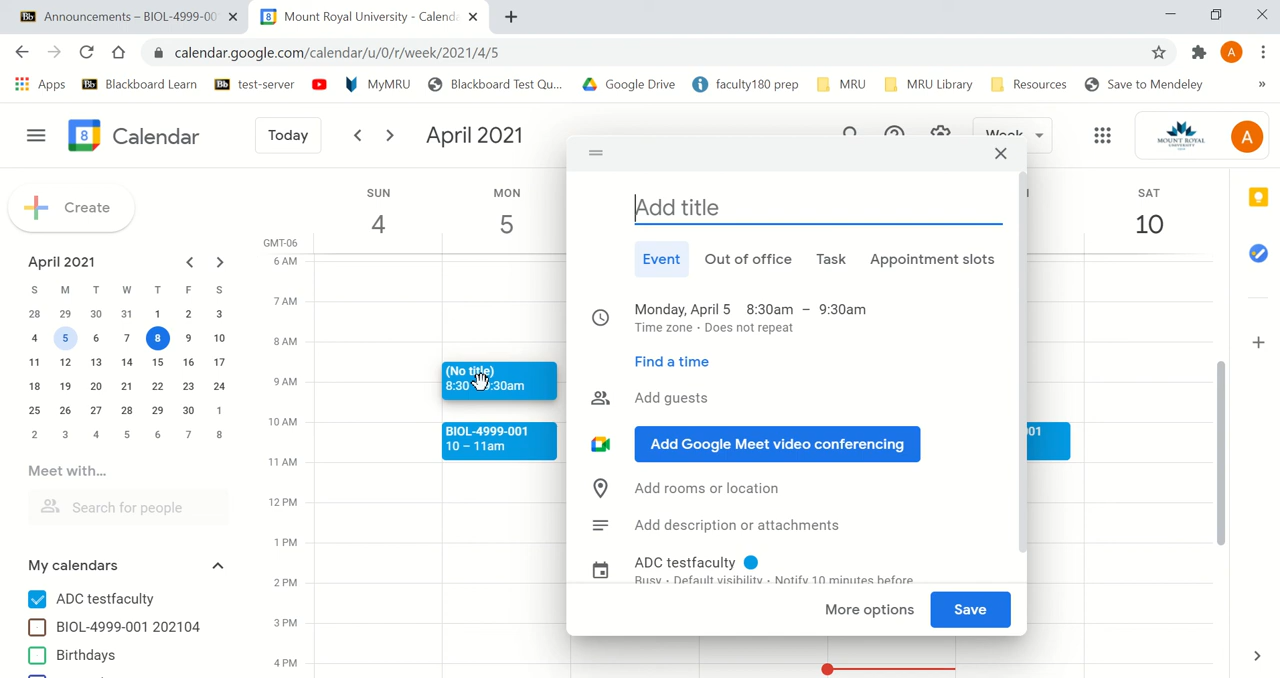 Announcements – BIOL-4999-00
Mount Royal University - Calend
calendar.google.com/calendar/u/0/r/week/2021/4/5
A
Apps
Blackboard Learn
test-server
MyMRU
Blackboard Test Qu...
Google Drive
faculty180 prep
MRU
MRU Library
Resources
Save to Mendeley
»
8
Calendar
Today
April 2021
Week
MOUNT ROYAL
A
Create
SUN
4
MON
5
SAT
10
GMT-06
April 2021
S M T W T F S
28 29 30 31 1 2 3
4 5 6 7 8 9 10
11 12 13 14 15 16 17
18 19 20 21 22 23 24
25 26 27 28 29 30 1
2 3 4 5 6 7 8
Meet with...
Search for people
My calendars
ADC testfaculty
BIOL-4999-001 202104
Birthdays
6 AM
7 AM
8 AM
9 AM
10 AM
11 AM
12 PM
1 PM
2 PM
3 PM
4 PM
(No title)
8:30 :30am
BIOL-4999-001
10 – 11am
01
Add title
Event
Out of office
Task
Appointment slots
Monday, April 5 8:30am – 9:30am
Time zone · Does not repeat
Find a time
Add guests
Add Google Meet video conferencing
Add rooms or location
Add description or attachments
ADC testfaculty
Busy · Default visibility · Notify 10 minutes before
More options
Save